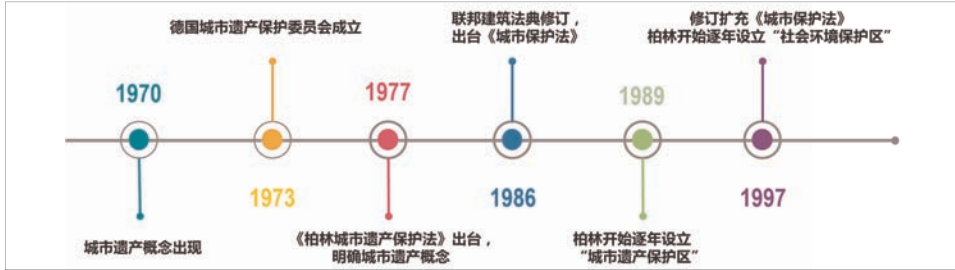 德国城市遗产保护委员会成立
联邦建筑法典修订，
出台《城市保护法》
修订扩充《城市保护法》
柏林开始逐年设立“社会环境保护区”
1970
1977
1989
1973
1986
1997
城市遗产概念出现
《柏林城市遗产保护法》出台，
明确城市遗产概念
柏林开始逐年设立
“城市遗产保护区”